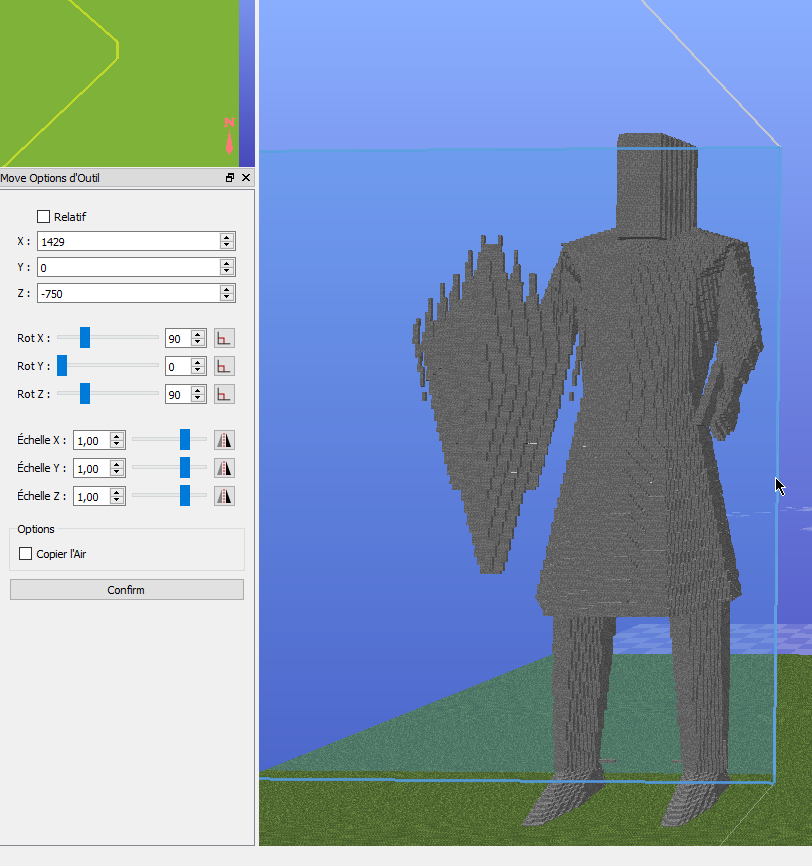 N
Move Options d'Outil
Relatif
X : 1429
Y : 0
Z : -750
Rot X : 90
Rot Y : 0
Rot Z : 90
Échelle X : 1,00
Échelle Y : 1,00
Échelle Z : 1,00
Options
Copier l'Air
Confirm